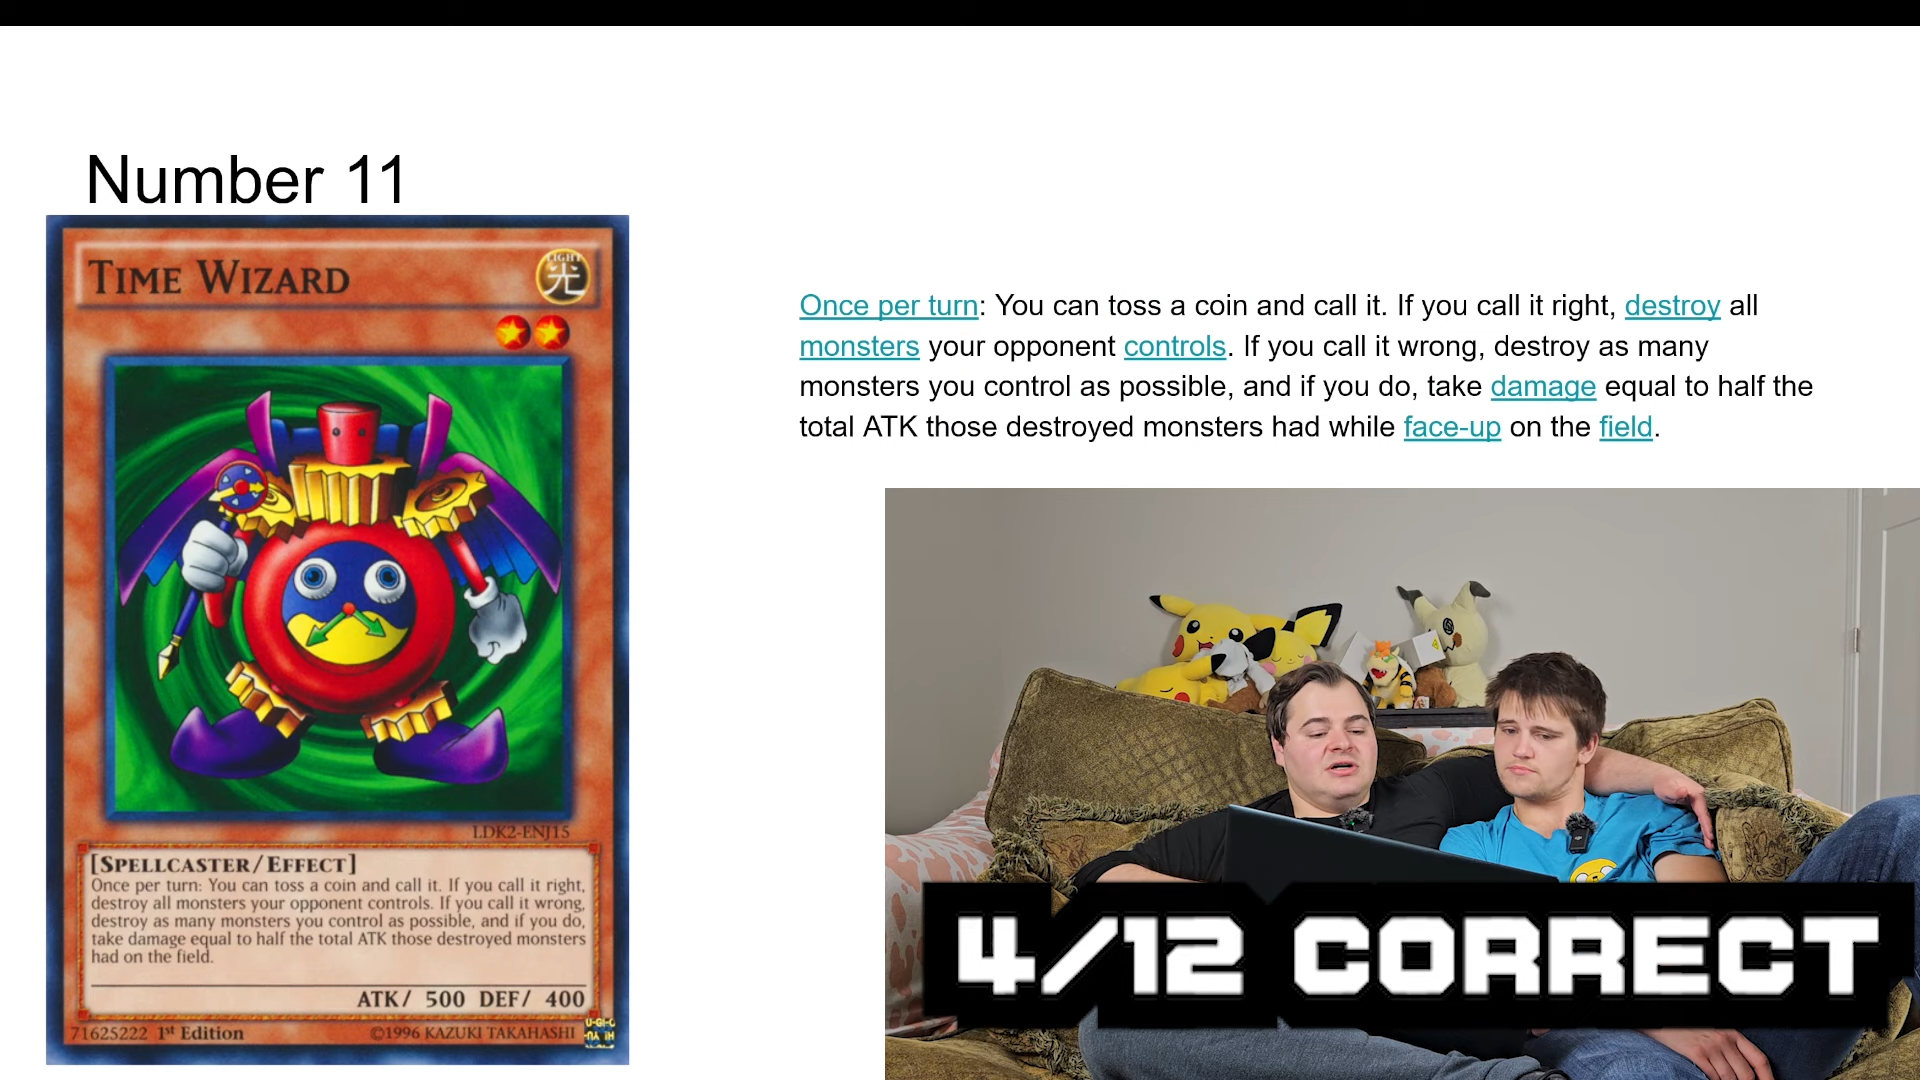 Number 11
TIME WIZARD
LIGHT
光
LDK2-ENJ15
[SPELLCASTER/EFFECT]
Once per turn: You can toss a coin and call it. If you call it right,
destroy all monsters your opponent controls. If you call it wrong,
destroy as many monsters you control as possible, and if you do,
take damage equal to half the total ATK those destroyed monsters
had on the field.
ATK/ 500 DEF/ 400
71625222 1st Edition ©1996 KAZUKI TAKAHASHI
Once per turn: You can toss a coin and call it. If you call it right, destroy all
monsters your opponent controls. If you call it wrong, destroy as many
monsters you control as possible, and if you do, take damage equal to half the
total ATK those destroyed monsters had while face-up on the field.
4/12 CORRECT